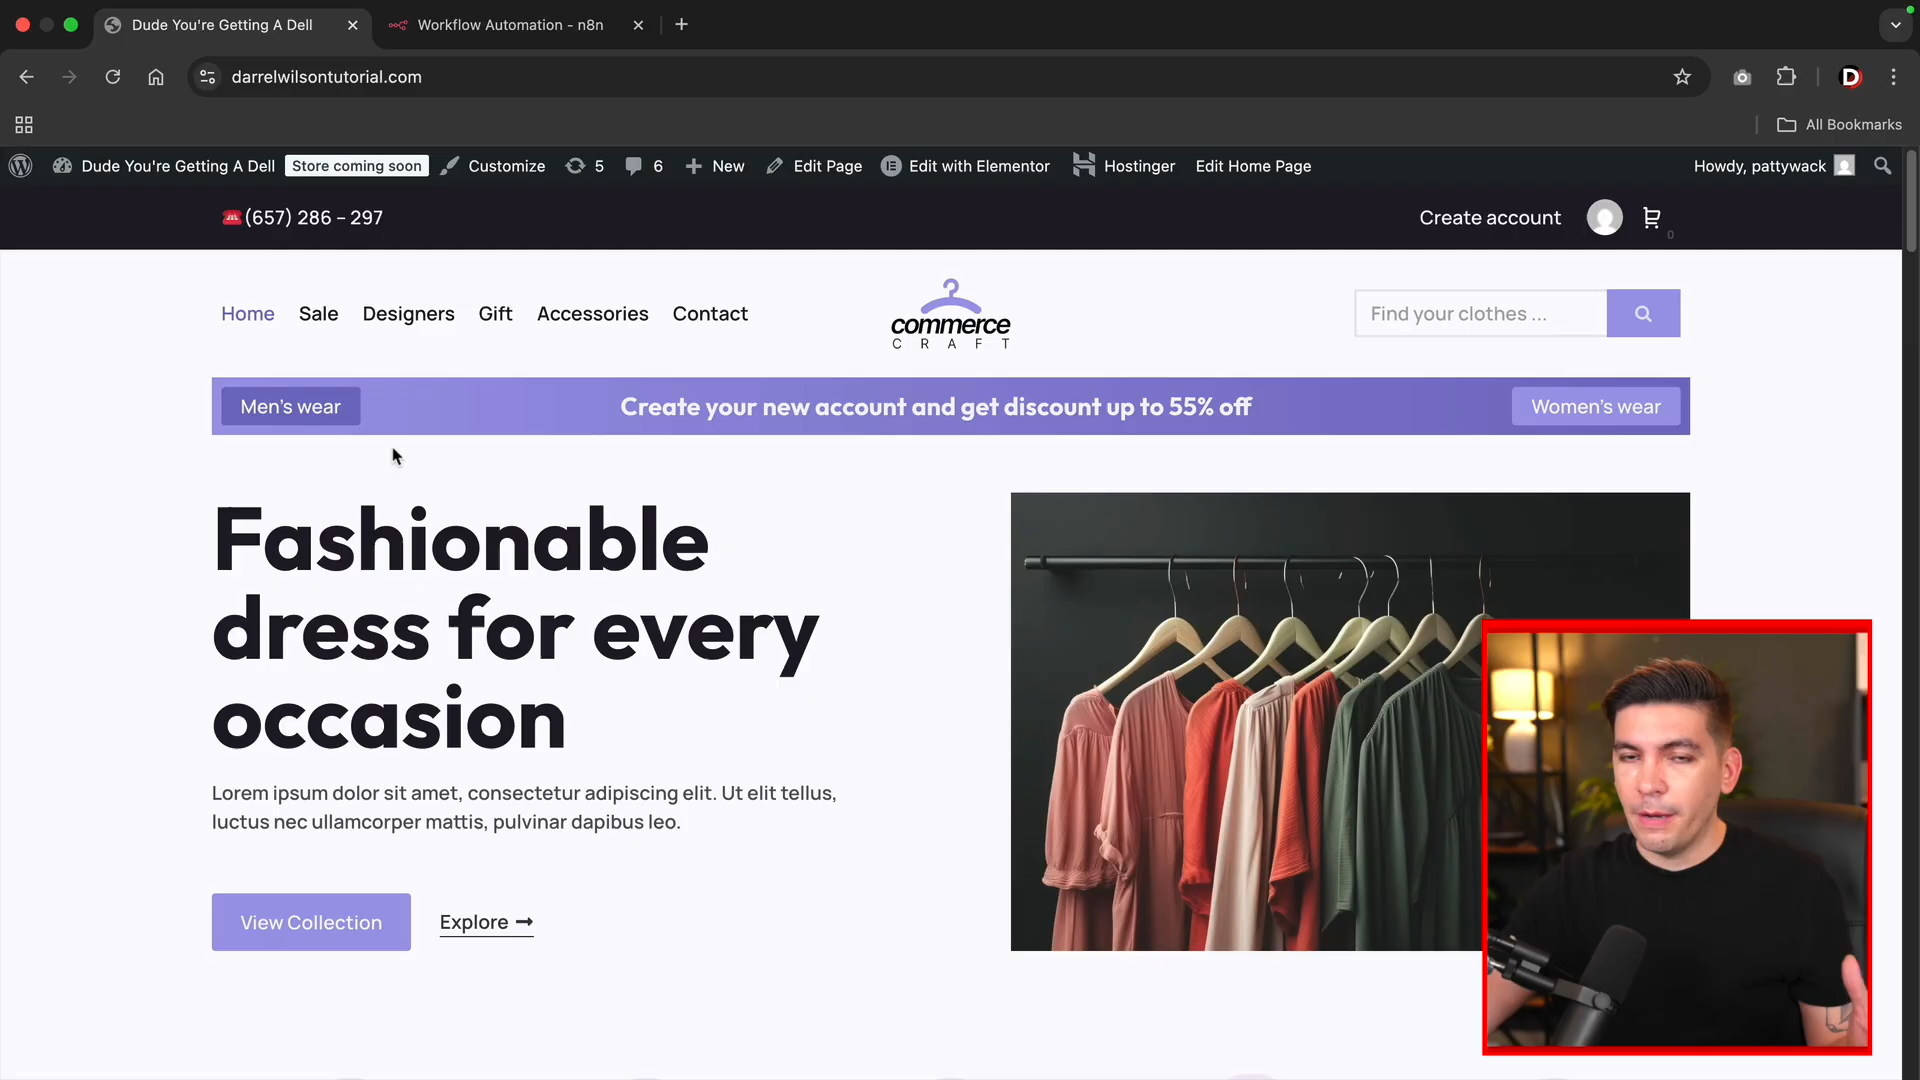 Dude You're Getting A Dell
Workflow Automation - n8n
darrelwilsontutorial.com
D
All Bookmarks
Dude You're Getting A Dell
Store coming soon
Customize
5
6
New
Edit Page
Edit with Elementor
Hostinger
Edit Home Page
Howdy, pattywack
(657) 286 – 297
Create account
0
Home
Sale
Designers
Gift
Accessories
Contact
commerce
CRAFT
Find your clothes ...
Men's wear
Create your new account and get discount up to 55% off
Women's wear
Fashionable
dress for every
occasion
Lorem ipsum dolor sit amet, consectetur adipiscing elit. Ut elit tellus,
luctus nec ullamcorper mattis, pulvinar dapibus leo.
View Collection
Explore